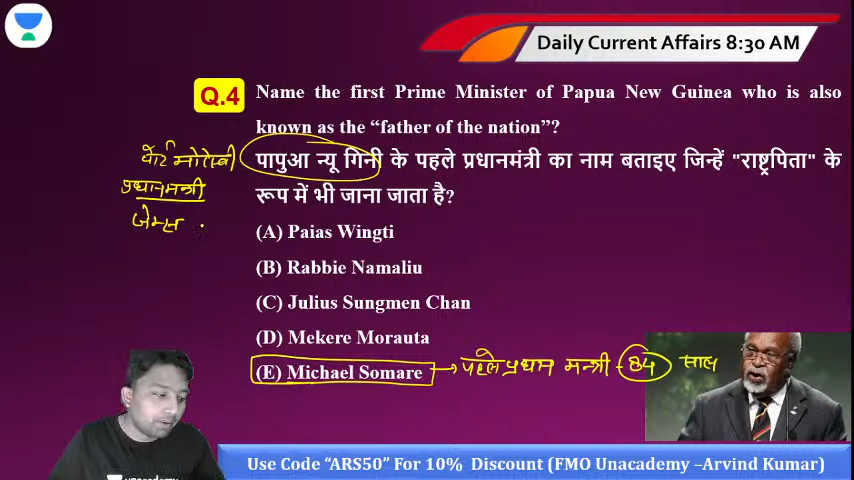 Daily Current Affairs 8:30 AM
Q.4
Name the first Prime Minister of Papua New Guinea who is also
known as the “father of the nation”?
पोर्ट मोरेस्बी
प्रधानमन्त्री
जेम्स
पापुआ न्यू गिनी के पहले प्रधानमंत्री का नाम बताइए जिन्हें "राष्ट्रपिता" के
रूप में भी जाना जाता है?
(A) Paias Wingti
(B) Rabbie Namaliu
(C) Julius Sungmen Chan
(D) Mekere Morauta
(E) Michael Somare
पहले प्रधान मन्त्री - 84 साल
unacademy
Use Code “ARS50” For 10% Discount (FMO Unacademy –Arvind Kumar)